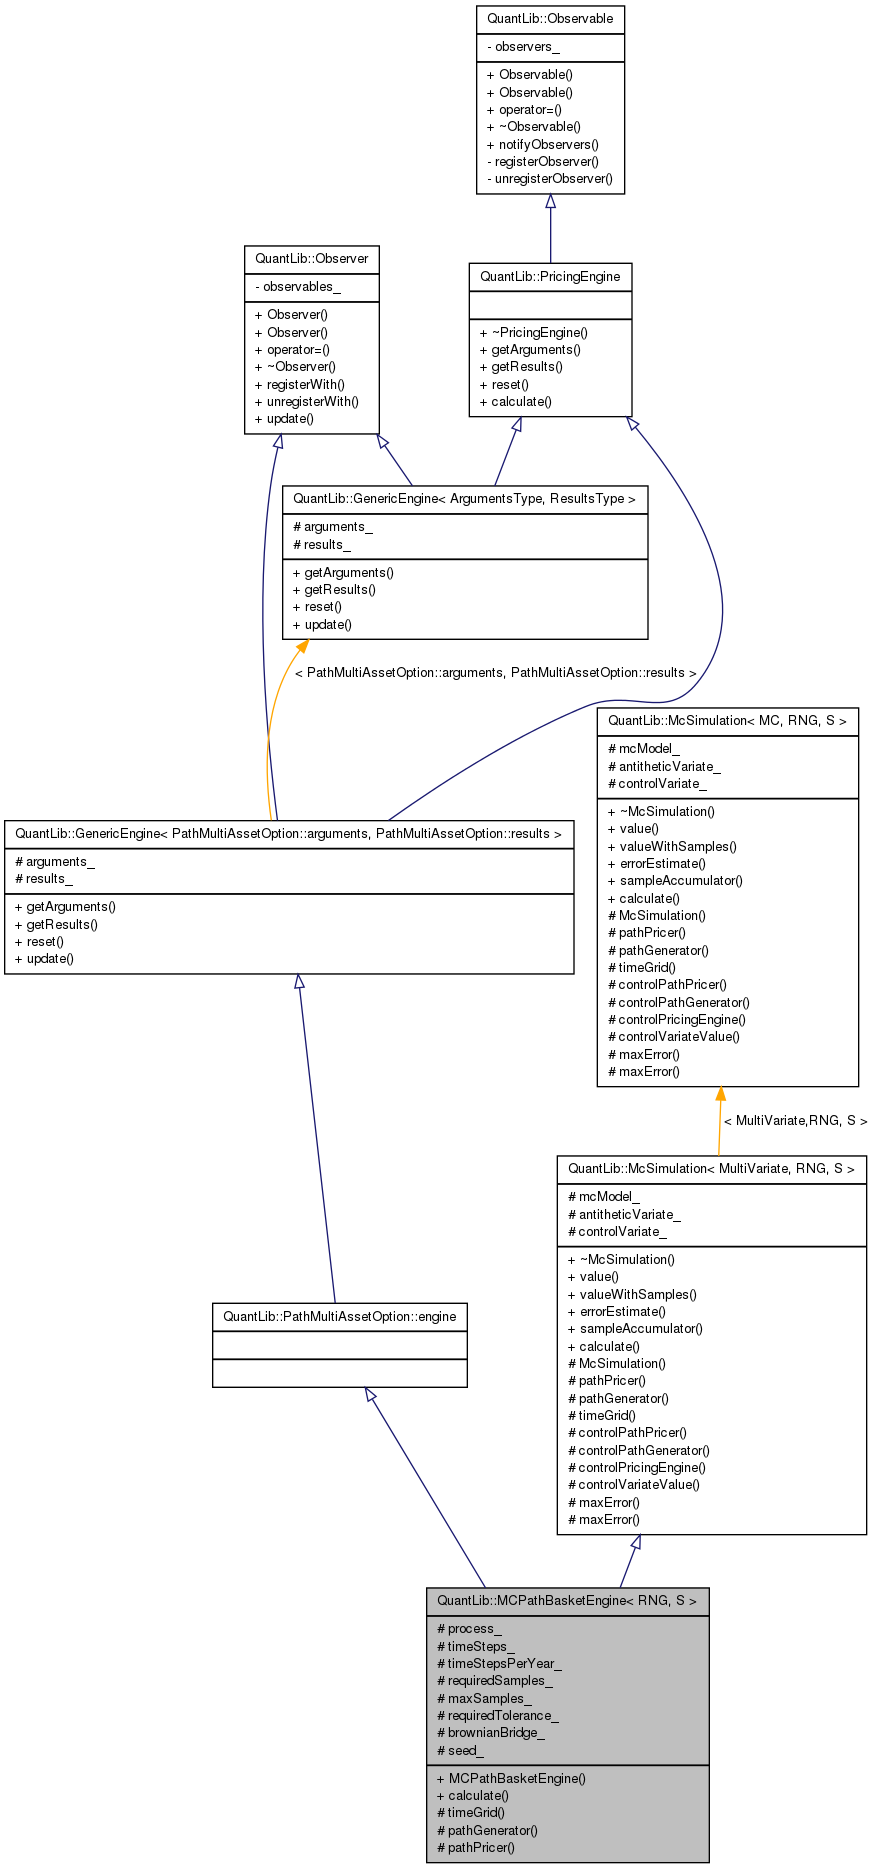 QuantLib::Observable
- observers_
+ Observable()
+ Observable()
+ operator=()
+ ~Observable()
+ notifyObservers()
- registerObserver()
- unregisterObserver()
QuantLib::Observer
- observables_
+ Observer()
+ Observer()
+ operator=()
+ ~Observer()
+ registerWith()
+ unregisterWith()
+ update()
QuantLib::PricingEngine
+ ~PricingEngine()
+ getArguments()
+ getResults()
+ reset()
+ calculate()
QuantLib::GenericEngine< ArgumentsType, ResultsType >
# arguments_
# results_
+ getArguments()
+ getResults()
+ reset()
+ update()
< PathMultiAssetOption::arguments, PathMultiAssetOption::results >
QuantLib::McSimulation< MC, RNG, S >
# mcModel_
# antitheticVariate_
# controlVariate_
+ ~McSimulation()
+ value()
+ valueWithSamples()
+ errorEstimate()
+ sampleAccumulator()
+ calculate()
# McSimulation()
# pathPricer()
# pathGenerator()
# timeGrid()
# controlPathPricer()
# controlPathGenerator()
# controlPricingEngine()
# controlVariateValue()
# maxError()
# maxError()
QuantLib::GenericEngine< PathMultiAssetOption::arguments, PathMultiAssetOption::results >
# arguments_
# results_
+ getArguments()
+ getResults()
+ reset()
+ update()
< MultiVariate,RNG, S >
QuantLib::McSimulation< MultiVariate, RNG, S >
# mcModel_
# antitheticVariate_
# controlVariate_
+ ~McSimulation()
+ value()
+ valueWithSamples()
+ errorEstimate()
+ sampleAccumulator()
+ calculate()
# McSimulation()
# pathPricer()
# pathGenerator()
# timeGrid()
# controlPathPricer()
# controlPathGenerator()
# controlPricingEngine()
# controlVariateValue()
# maxError()
# maxError()
QuantLib::PathMultiAssetOption::engine
QuantLib::MCPathBasketEngine< RNG, S >
# process_
# timeSteps_
# timeStepsPerYear_
# requiredSamples_
# maxSamples_
# requiredTolerance_
# brownianBridge_
# seed_
+ MCPathBasketEngine()
+ calculate()
# timeGrid()
# pathGenerator()
# pathPricer()